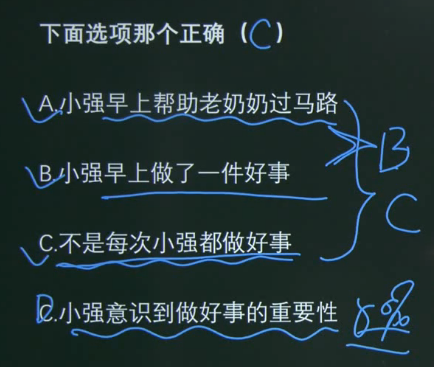 下面选项那个正确（C）
A.小强早上帮助老奶奶过马路
B.小强早上做了一件好事
B
C.不是每次小强都做好事
C
D
C.小强意识到做好事的重要性